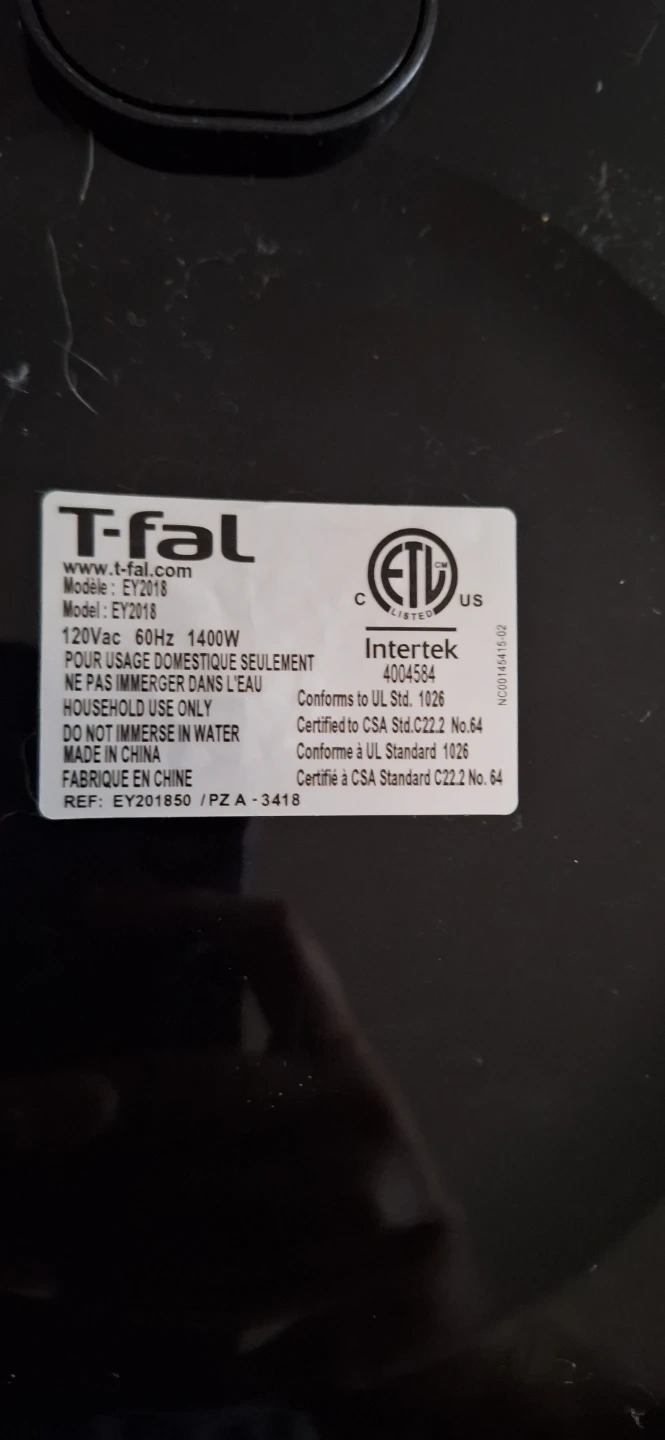 T-fal
www.t-fal.com
Modèle : EY2018
Model : EY2018
120Vac 60Hz 1400W
POUR USAGE DOMESTIQUE SEULEMENT
NE PAS IMMERGER DANS L'EAU
HOUSEHOLD USE ONLY
DO NOT IMMERSE IN WATER
MADE IN CHINA
FABRIQUE EN CHINE
REF: EY201850 / PZ A - 3418
ETL CM
C LISTED US
Intertek
4004584
Conforms to UL Std. 1026
Certified to CSA Std.C22.2 No.64
Conforme à UL Standard 1026
Certifié à CSA Standard C22.2 No. 64
NC00145415-02